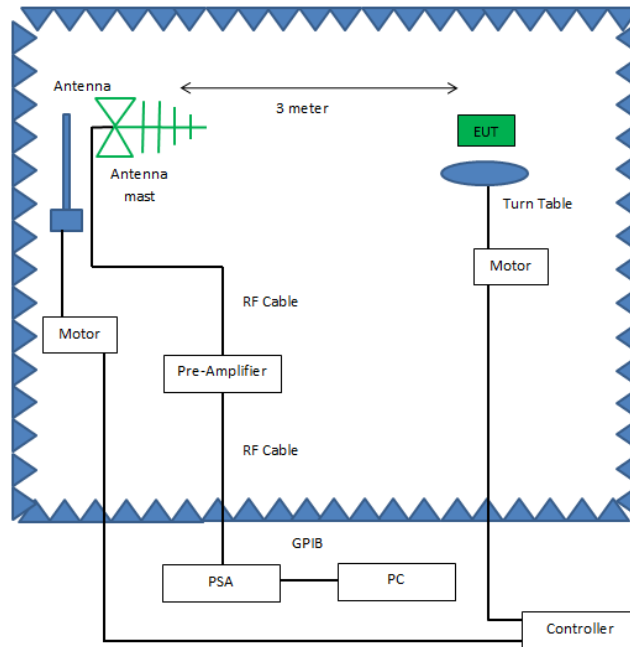 Antenna
3 meter
EUT
Antenna
mast
Turn Table
Motor
RF Cable
Motor
Pre-Amplifier
RF Cable
GPIB
PSA
PC
Controller